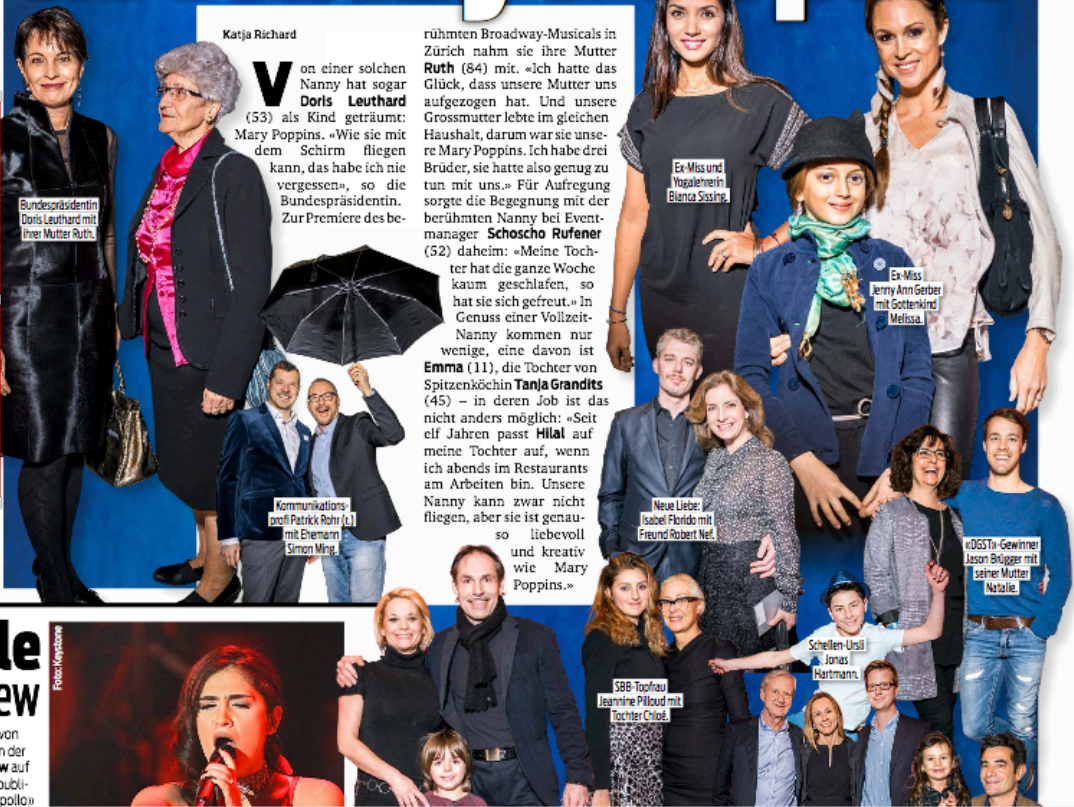 Katja Richard
Von einer solchen
Nanny hat sogar
Doris Leuthard
(53) als Kind geträumt:
Mary Poppins. «Wie sie mit
dem Schirm fliegen
kann, das habe ich nie
vergessen», so die
Bundespräsidentin.
Zur Premiere des be-
rühmten Broadway-Musicals in
Zürich nahm sie ihre Mutter
Ruth (84) mit. «Ich hatte das
Glück, dass unsere Mutter uns
aufgezogen hat. Und unsere
Grossmutter lebte im gleichen
Haushalt, darum war sie unse-
re Mary Poppins. Ich habe drei
Brüder, sie hatte also genug zu
tun mit uns.» Für Aufregung
sorgte die Begegnung mit der
berühmten Nanny bei Event-
manager Schoscho Rufener
(52) daheim: «Meine Toch-
ter hat die ganze Woche
kaum geschlafen, so
hat sie sich gefreut.» In
Genuss einer Vollzeit-
Nanny kommen nur
wenige, eine davon ist
Emma (11), die Tochter von
Spitzenköchin Tanja Grandits
(45) – in deren Job ist das
nicht anders möglich: «Seit
elf Jahren passt Hilal auf
meine Tochter auf, wenn
ich abends im Restaurants
am Arbeiten bin. Unsere
Nanny kann zwar nicht
fliegen, aber sie ist genau-
so liebevoll
und kreativ
wie Mary
Poppins.»
Bundespräsidentin
Doris Leuthard mit
ihrer Mutter Ruth.
Ex-Miss und
Yogalehrerin
Bianca Sissing.
Ex-Miss
Jenny Ann Gerber
mit Gottenkind
Melissa.
Kommunikations-
profi Patrick Rohr (r.)
mit Ehemann
Simon Ming.
Neue Liebe:
Isabel Florido mit
Freund Robert Nef.
«DGST»-Gewinner
Jason Brügger mit
seiner Mutter
Natalie.
Schellen-Ursli
Jonas
Hartmann.
SBB-Topfrau
Jeannine Pilloud mit
Tochter Chloé.
le
ew
von
n der
w auf
publi-
pollo»
Foto: Keystone